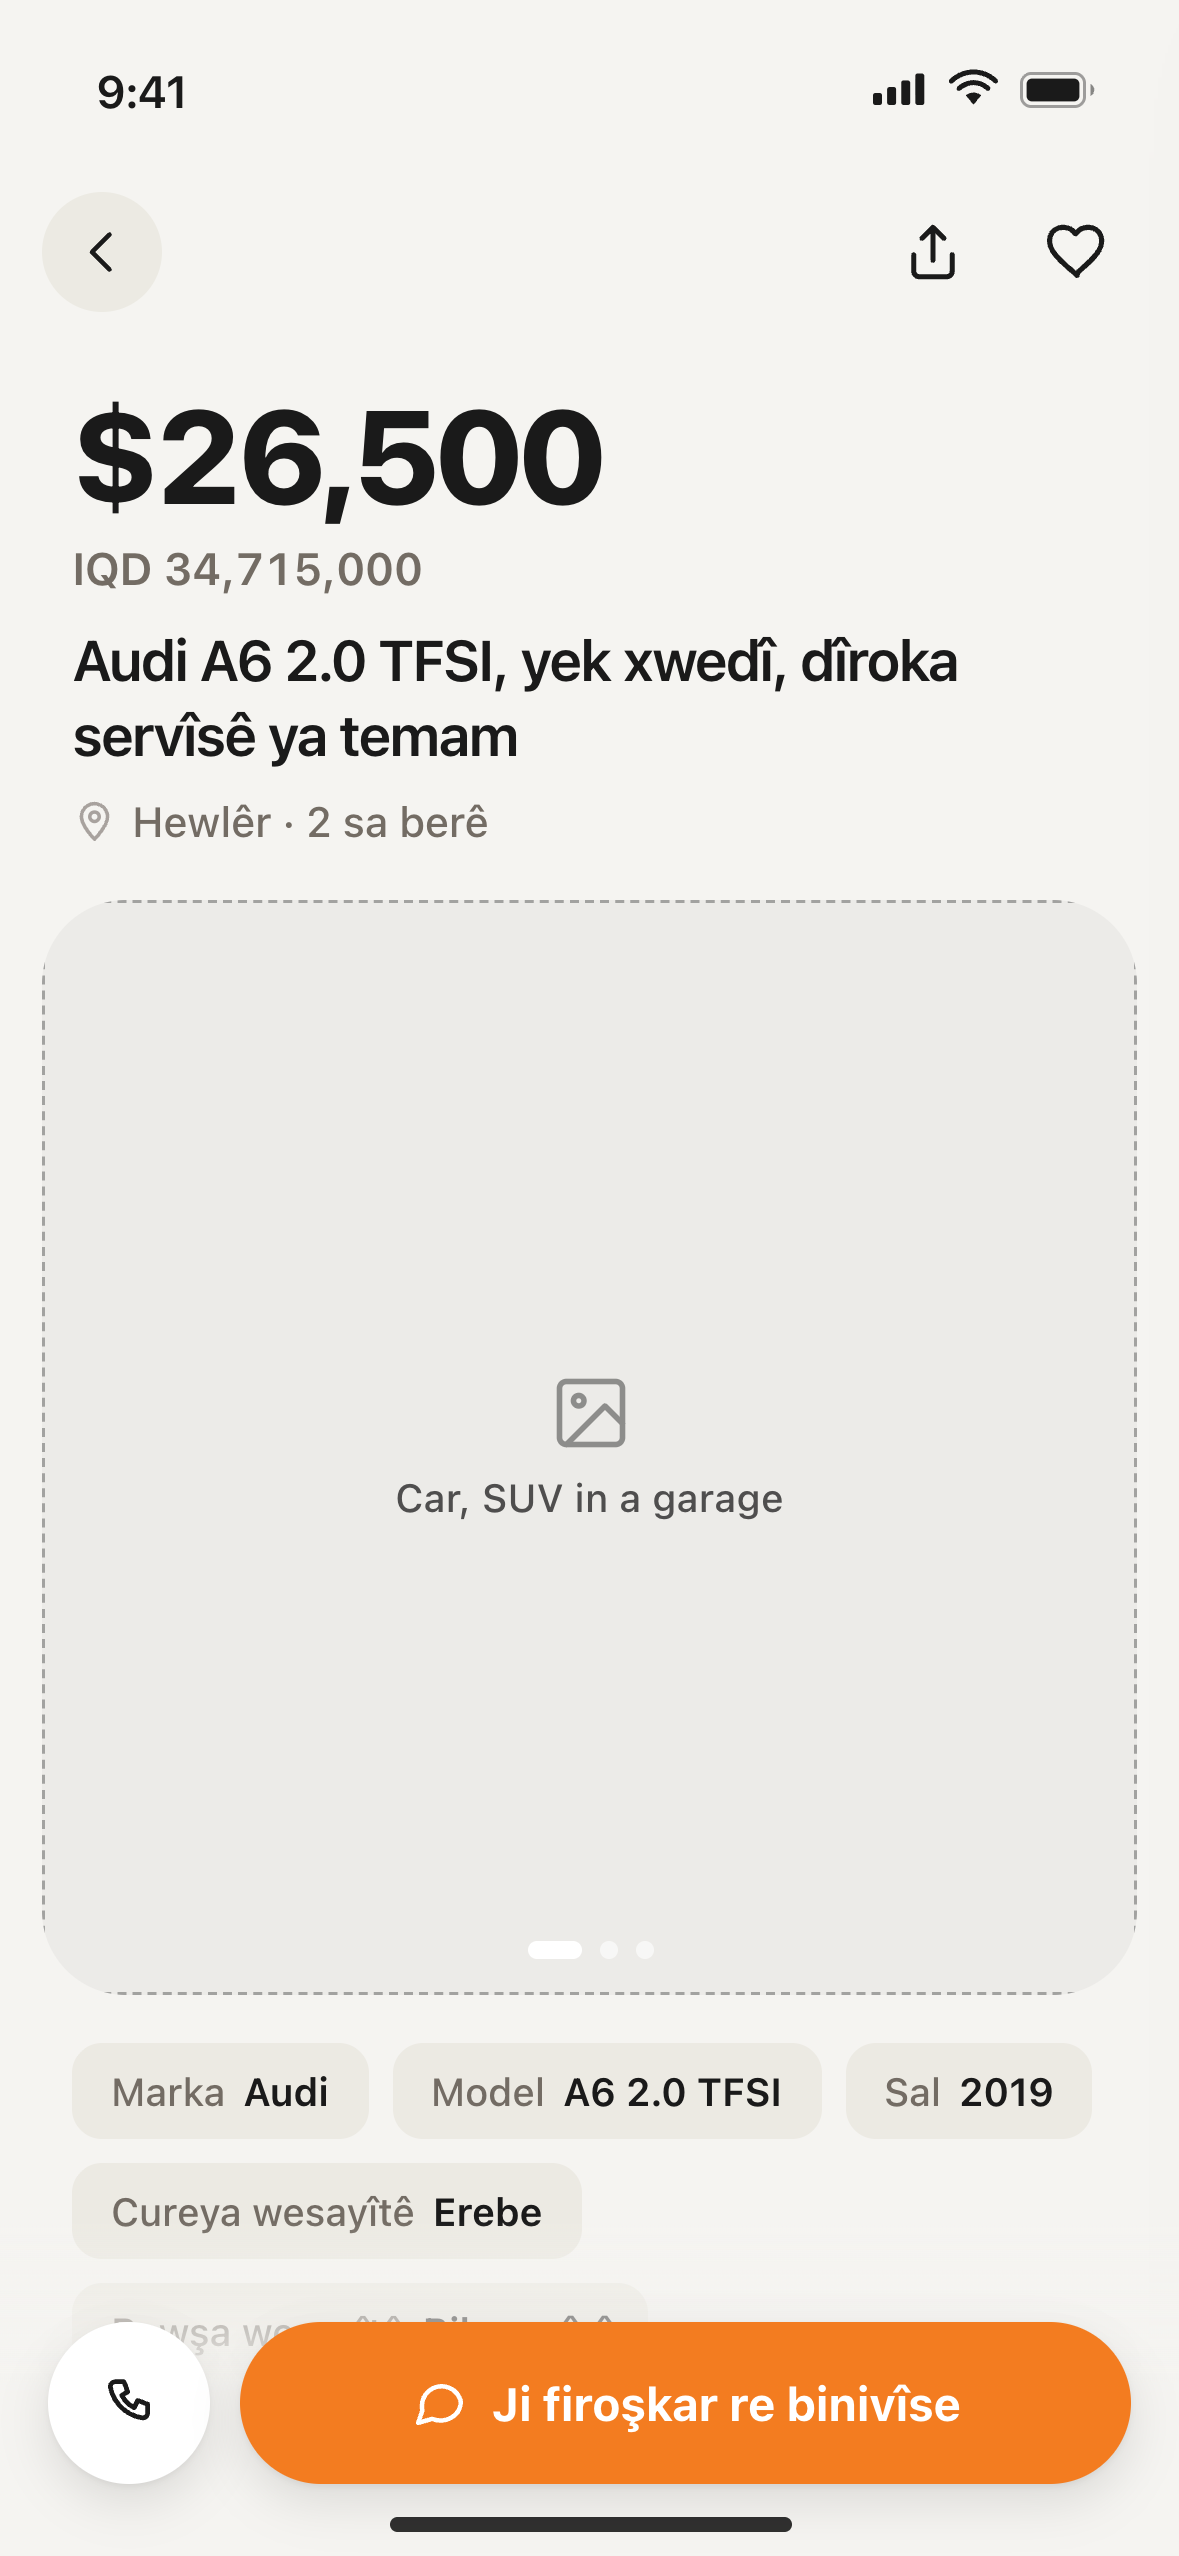 9:41
$26,500
IQD 34,715,000
Audi A6 2.0 TFSI, yek xwedî, dîroka
servîsê ya temam
Hewlêr · 2 sa berê
Car, SUV in a garage
Marka Audi
Model A6 2.0 TFSI
Sal 2019
Cureya wesayîtê Erebe
Ji firoşkar re binivîse